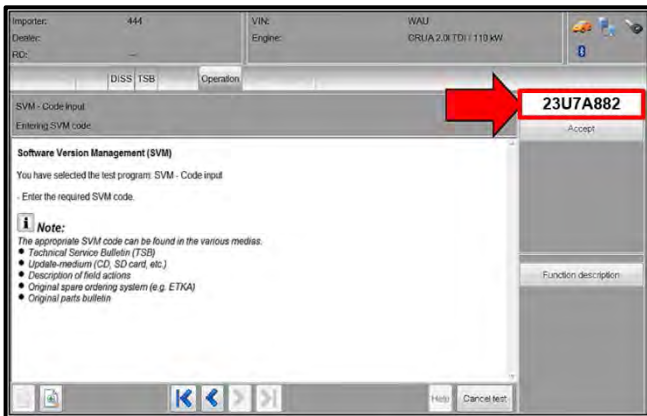 Importer: 444 VIN: WAU
Dealer: Engine: CRUA 2.0l TDI / 110 kW
RD: ---
DISS TSB Operation
SVM - Code input
Entering SVM code
23U7A882
Accept
Software Version Management (SVM)
You have selected the test program: SVM - Code input
- Enter the required SVM code.
i Note:
The appropriate SVM code can be found in the various medias.
● Technical Service Bulletin (TSB)
● Update-medium (CD, SD card, etc.)
● Description of field actions
● Original spare ordering system (e.g. ETKA)
● Original parts bulletin
Function description
Help Cancel test